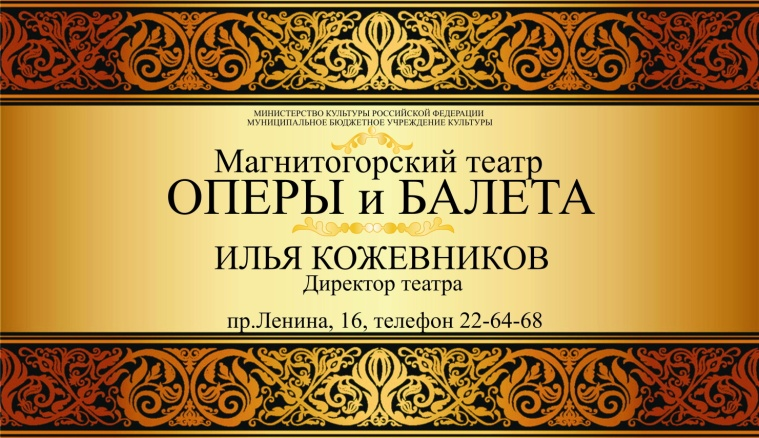 МИНИСТЕРСТВО КУЛЬТУРЫ РОССИЙСКОЙ ФЕДЕРАЦИИ
МУНИЦИПАЛЬНОЕ БЮДЖЕТНОЕ УЧРЕЖДЕНИЕ КУЛЬТУРЫ
Магнитогорский театр
ОПЕРЫ и БАЛЕТА
ИЛЬЯ КОЖЕВНИКОВ
Директор театра
пр.Ленина, 16, телефон 22-64-68